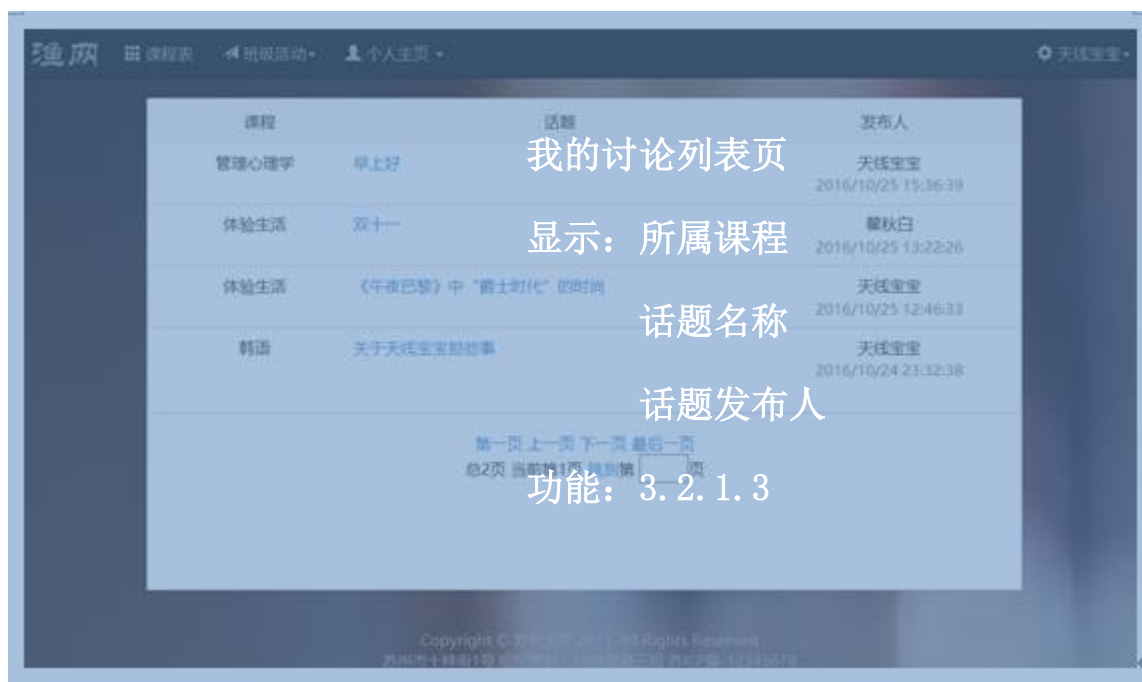 渔网 课程表 班级活动 个人主页 天线宝宝
课程 话题 发布人
我的讨论列表页
管理心理学 早上好 天线宝宝
2016/10/25 15:36:39
显示：所属课程
体验生活 双十一 瞿秋白
2016/10/25 13:22:26
体验生活 《午夜巴黎》中“爵士时代”的时尚 天线宝宝
2016/10/25 12:46:33
话题名称
韩语 关于天线宝宝那些事 天线宝宝
2016/10/24 23:32:38
话题发布人
第一页 上一页 下一页 最后一页
总2页 当前第1页 跳到第 页
功能：3.2.1.3
Copyright © All Rights Reserved